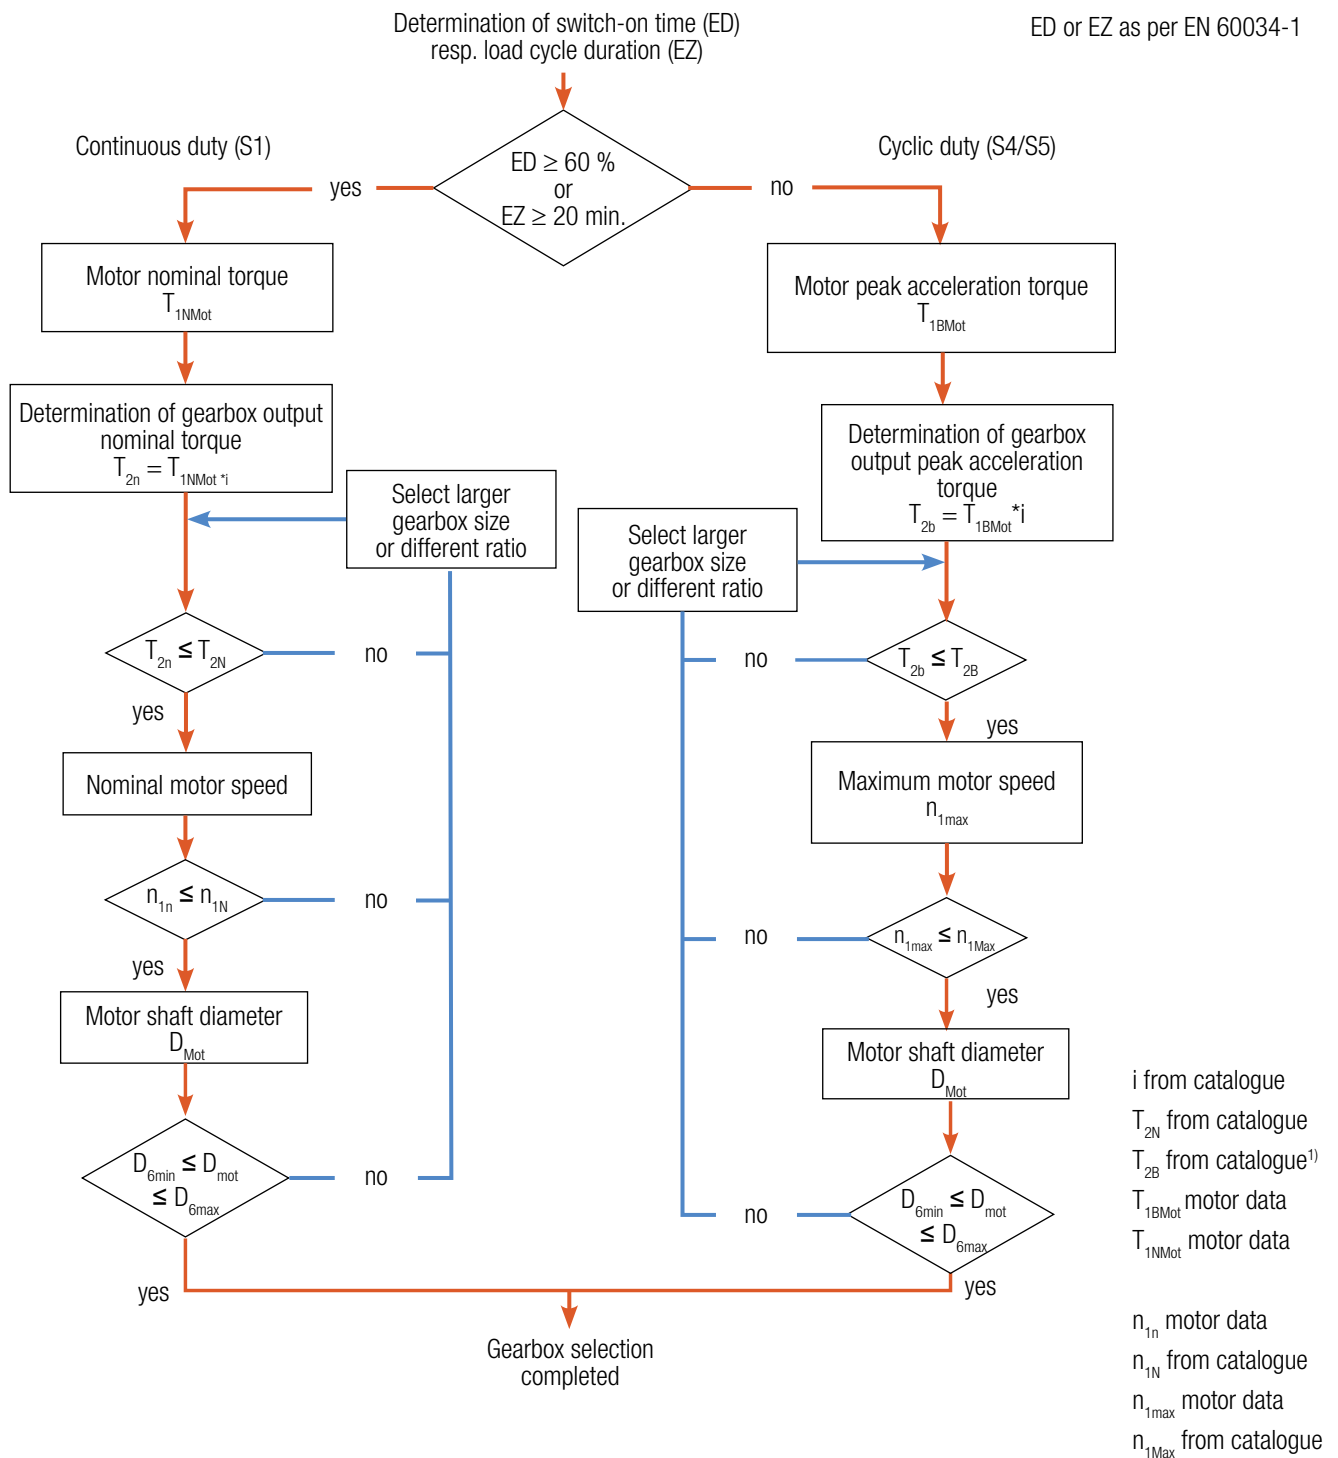 Determination of switch-on time (ED)
resp. load cycle duration (EZ)
ED or EZ as per EN 60034-1
Continuous duty (S1)
Cyclic duty (S4/S5)
ED ≥ 60 %
or
EZ ≥ 20 min.
yes
no
Motor nominal torque
T1NMot
Motor peak acceleration torque
T1BMot
Determination of gearbox output
nominal torque
T2n = T1NMot *i
Determination of gearbox
output peak acceleration
torque
T2b = T1BMot*i
Select larger
gearbox size
or different ratio
Select larger
gearbox size
or different ratio
T2n ≤ T2N
no
yes
no
T2b ≤ T2B
yes
Nominal motor speed
Maximum motor speed
n1max
n1n ≤ n1N
no
yes
no
n1max ≤ n1Max
yes
Motor shaft diameter
DMot
Motor shaft diameter
DMot
D6min ≤ Dmot
≤ D6max
no
yes
no
D6min ≤ Dmot
≤ D6max
yes
Gearbox selection
completed
i from catalogue
T2N from catalogue
T2B from catalogue1)
T1BMot motor data
T1NMot motor data
n1n motor data
n1N from catalogue
n1max motor data
n1Max from catalogue